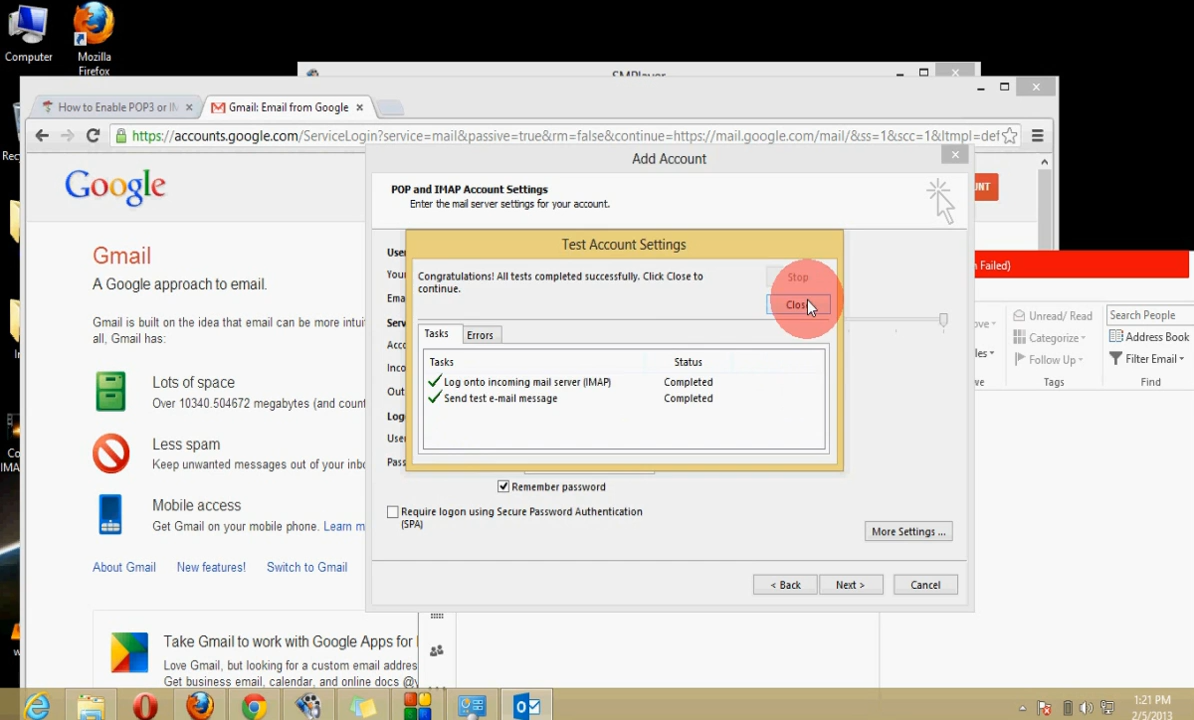 Computer
Mozilla
Firefox
SMPlayer
How to Enable POP3 or IM
Gmail: Email from Google
https://accounts.google.com/ServiceLogin?service=mail&passive=true&rm=false&continue=https://mail.google.com/mail/&ss=1&scc=1&ltmpl=def
Google
Gmail
A Google approach to email.
Gmail is built on the idea that email can be more intui
all, Gmail has:
Lots of space
Over 10340.504672 megabytes (and count
Less spam
Keep unwanted messages out of your inbo
Mobile access
Get Gmail on your mobile phone. Learn m
About Gmail New features! Switch to Gmail
Take Gmail to work with Google Apps for
Love Gmail, but looking for a custom email addres
Get business email, calendar, and online docs @y
Add Account
POP and IMAP Account Settings
Enter the mail server settings for your account.
Test Account Settings
Congratulations! All tests completed successfully. Click Close to
continue.
Stop
Close
Tasks Errors
Tasks Status
Log onto incoming mail server (IMAP) Completed
Send test e-mail message Completed
Remember password
Require logon using Secure Password Authentication
(SPA)
More Settings ...
< Back Next > Cancel
Failed)
Unread/ Read
Categorize
Follow Up
Tags
Search People
Address Book
Filter Email
Find
1:21 PM
2/5/2013